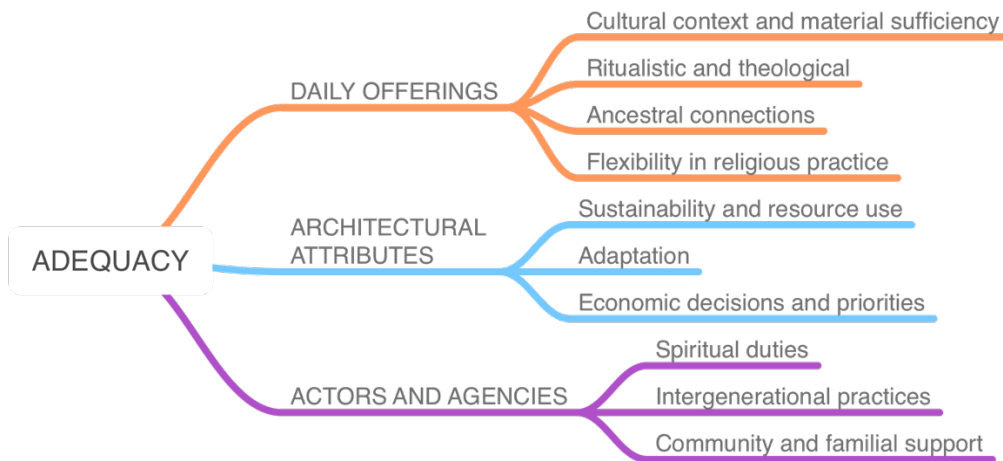 ADEQUACY
DAILY OFFERINGS
Cultural context and material sufficiency
Ritualistic and theological
Ancestral connections
Flexibility in religious practice
ARCHITECTURAL
ATTRIBUTES
Sustainability and resource use
Adaptation
Economic decisions and priorities
ACTORS AND AGENCIES
Spiritual duties
Intergenerational practices
Community and familial support